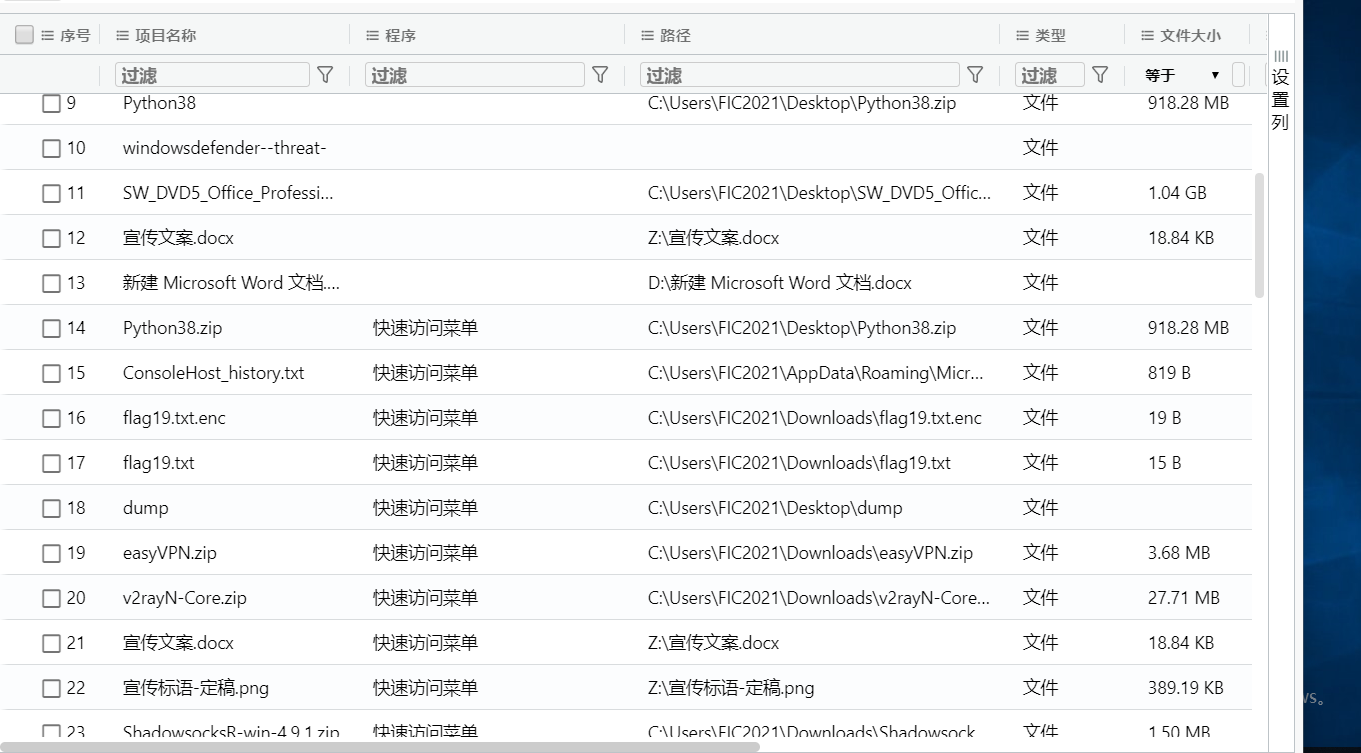 序号 项目名称 程序 路径 类型 文件大小
过滤 过滤 过滤 过滤 等于
设置列
9 Python38 C:\Users\FIC2021\Desktop\Python38.zip 文件 918.28 MB
10 windowsdefender--threat- 文件
11 SW_DVD5_Office_Professi... C:\Users\FIC2021\Desktop\SW_DVD5_Offic... 文件 1.04 GB
12 宣传文案.docx Z:\宣传文案.docx 文件 18.84 KB
13 新建 Microsoft Word 文档.... D:\新建 Microsoft Word 文档.docx 文件
14 Python38.zip 快速访问菜单 C:\Users\FIC2021\Desktop\Python38.zip 文件 918.28 MB
15 ConsoleHost_history.txt 快速访问菜单 C:\Users\FIC2021\AppData\Roaming\Micr... 文件 819 B
16 flag19.txt.enc 快速访问菜单 C:\Users\FIC2021\Downloads\flag19.txt.enc 文件 19 B
17 flag19.txt 快速访问菜单 C:\Users\FIC2021\Downloads\flag19.txt 文件 15 B
18 dump 快速访问菜单 C:\Users\FIC2021\Desktop\dump 文件
19 easyVPN.zip 快速访问菜单 C:\Users\FIC2021\Downloads\easyVPN.zip 文件 3.68 MB
20 v2rayN-Core.zip 快速访问菜单 C:\Users\FIC2021\Downloads\v2rayN-Core... 文件 27.71 MB
21 宣传文案.docx 快速访问菜单 Z:\宣传文案.docx 文件 18.84 KB
22 宣传标语-定稿.png 快速访问菜单 Z:\宣传标语-定稿.png 文件 389.19 KB
23 ShadowsocksR-win-4.9.1.zip 快速访问菜单 C:\Users\FIC2021\Downloads\Shadowsock... 文件 1.50 MB